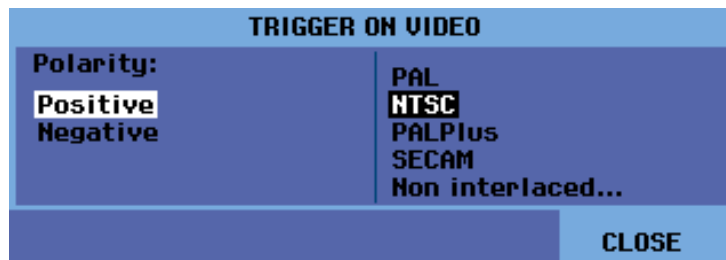 TRIGGER ON VIDEO
Polarity:
Positive
Negative
PAL
NTSC
PALPlus
SECAM
Non interlaced...
CLOSE